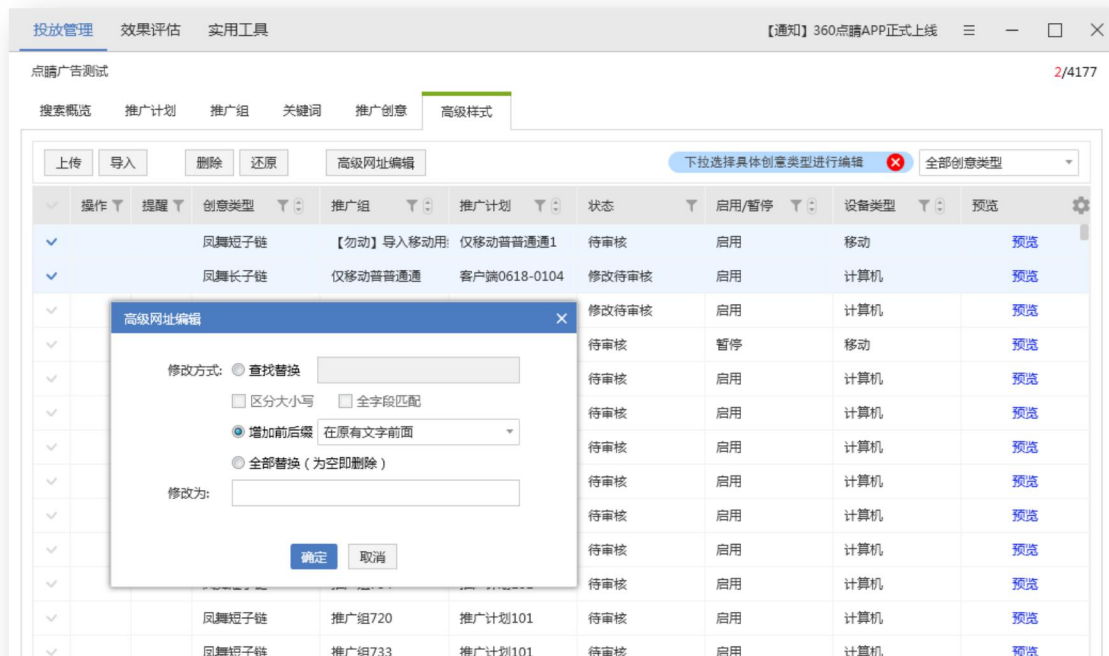 投放管理 效果评估 实用工具 【通知】360点睛APP正式上线
点睛广告测试 2/4177
搜索概览 推广计划 推广组 关键词 推广创意 高级样式
上传 导入 删除 还原 高级网址编辑 下拉选择具体创意类型进行编辑 全部创意类型
操作 提醒 创意类型 推广组 推广计划 状态 启用/暂停 设备类型 预览
凤舞短子链 【勿动】导入移动用 仅移动普普通通1 待审核 启用 移动 预览
凤舞长子链 仅移动普普通通 客户端0618-0104 修改待审核 启用 计算机 预览
修改待审核 启用 计算机 预览
待审核 暂停 移动 预览
待审核 启用 计算机 预览
待审核 启用 计算机 预览
待审核 启用 计算机 预览
待审核 启用 计算机 预览
待审核 启用 计算机 预览
待审核 启用 计算机 预览
待审核 启用 计算机 预览
凤舞短子链 推广组720 推广计划101 待审核 启用 计算机 预览
凤舞短子链 推广组733 推广计划101 待审核 启用 计算机 预览
高级网址编辑
修改方式: 查找替换
区分大小写 全字段匹配
增加前后缀 在原有文字前面
全部替换（为空即删除）
修改为:
确定 取消